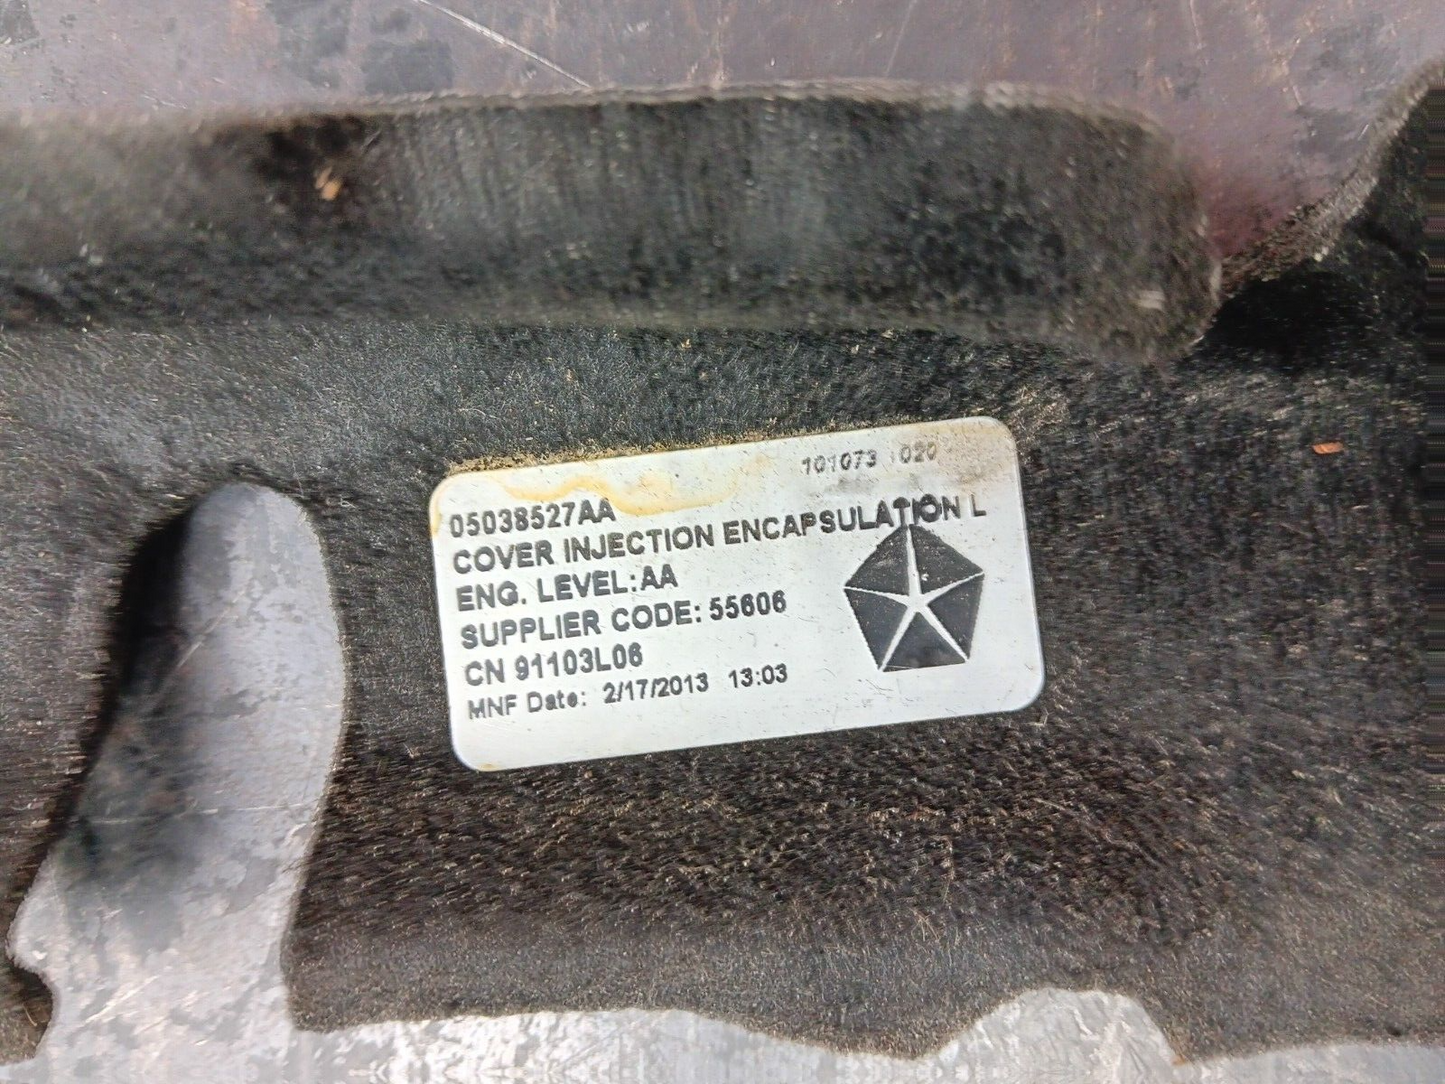 101073 020
05038527AA
COVER INJECTION ENCAPSULATION L
ENG. LEVEL:AA
SUPPLIER CODE: 55606
CN 91103L06
MNF Date: 2/17/2013 13:03